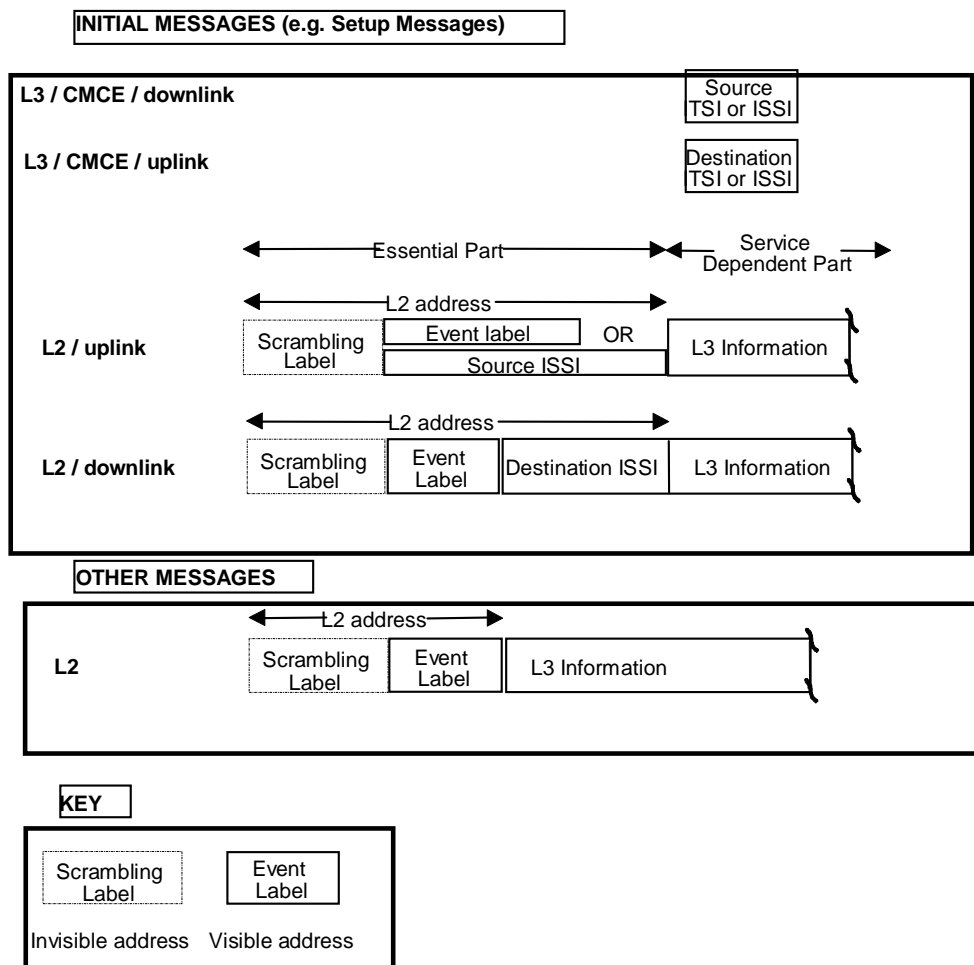 INITIAL MESSAGES (e.g. Setup Messages)
L3 / CMCE / downlink
Source
TSI or ISSI
L3 / CMCE / uplink
Destination
TSI or ISSI
Essential Part
Service
Dependent Part
L2 address
L2 / uplink
Scrambling
Label
Event label
OR
Source ISSI
L3 Information
L2 address
L2 / downlink
Scrambling
Label
Event
Label
Destination ISSI
L3 Information
OTHER MESSAGES
L2 address
L2
Scrambling
Label
Event
Label
L3 Information
KEY
Scrambling
Label
Event
Label
Invisible address
Visible address